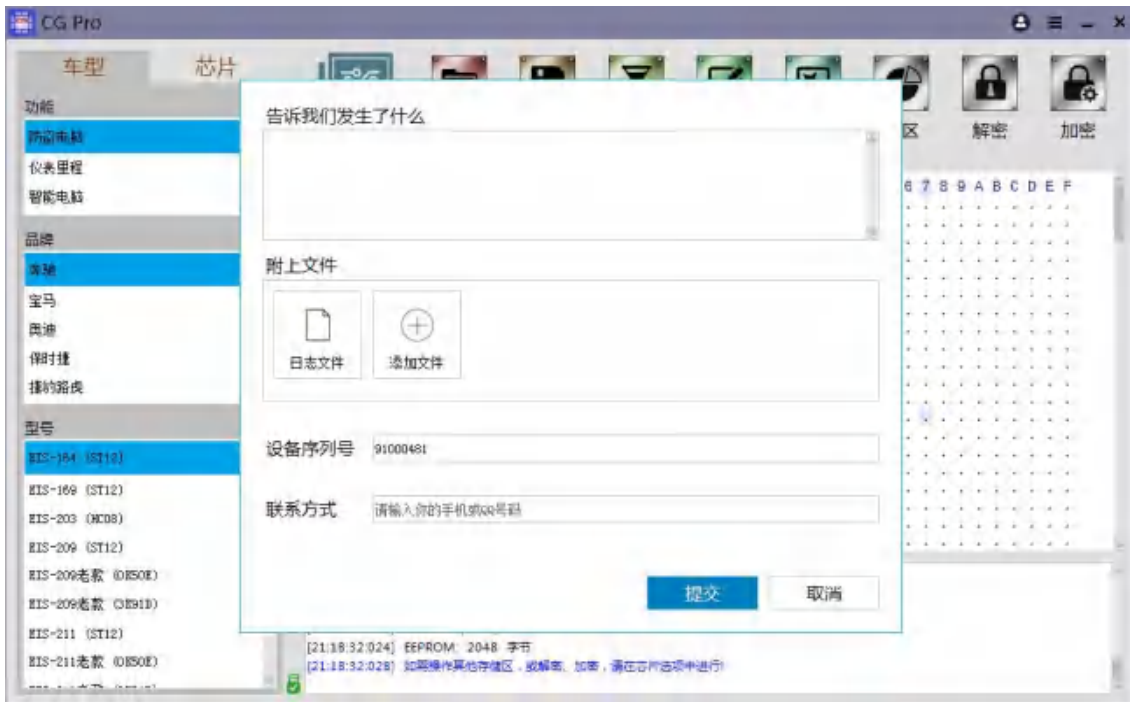 CG Pro
车型 芯片
功能
防盗电脑
仪表里程
智能电脑
品牌
奔驰
宝马
奥迪
保时捷
捷豹路虎
型号
EIS-164 (ST12)
EIS-169 (ST12)
EIS-203 (HC08)
EIS-209 (ST12)
EIS-209老款 (0K50E)
EIS-209老款 (3K91D)
EIS-211 (ST12)
EIS-211老款 (0K50E)
区 解密 加密
6 7 8 9 A B C D E F
告诉我们发生了什么
附上文件
日志文件 添加文件
设备序列号 91000481
联系方式 请输入你的手机或QQ号码
提交 取消
[21:18:32:024] EEPROM: 2048 字节
[21:18:32:028] 如需操作其他存储区，或解密、加密，请在芯片选项中进行!